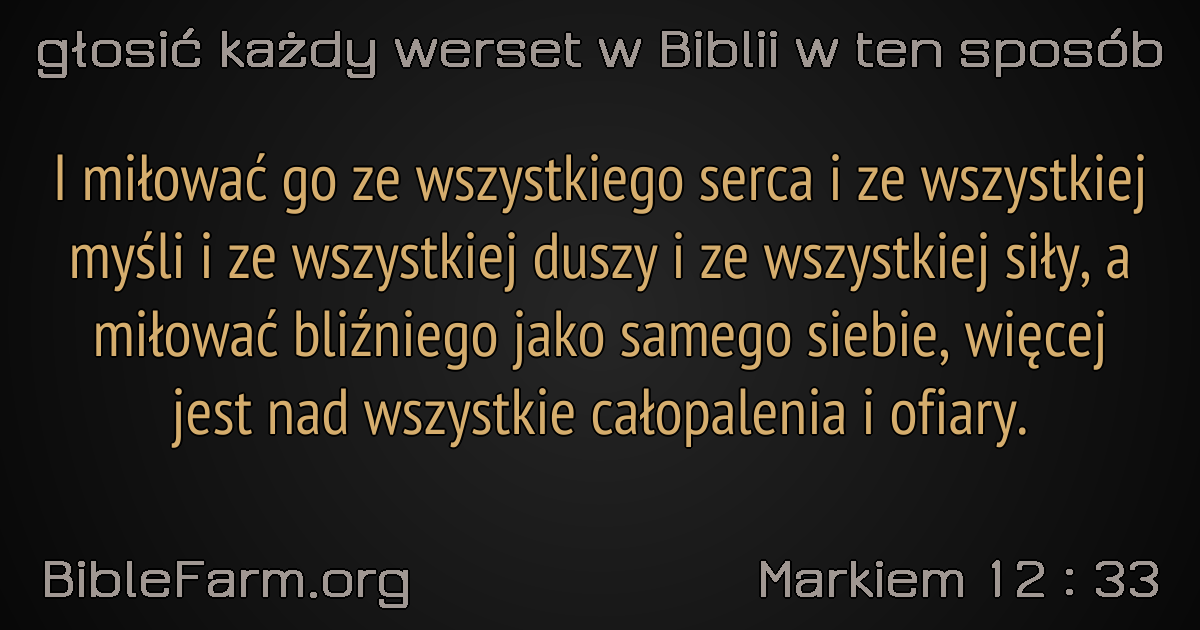 głosić każdy werset w Biblii w ten sposób
I miłować go ze wszystkiego serca i ze wszystkiej
myśli i ze wszystkiej duszy i ze wszystkiej siły, a
miłować bliźniego jako samego siebie, więcej
jest nad wszystkie całopalenia i ofiary.
BibleFarm.org
Markiem 12 : 33